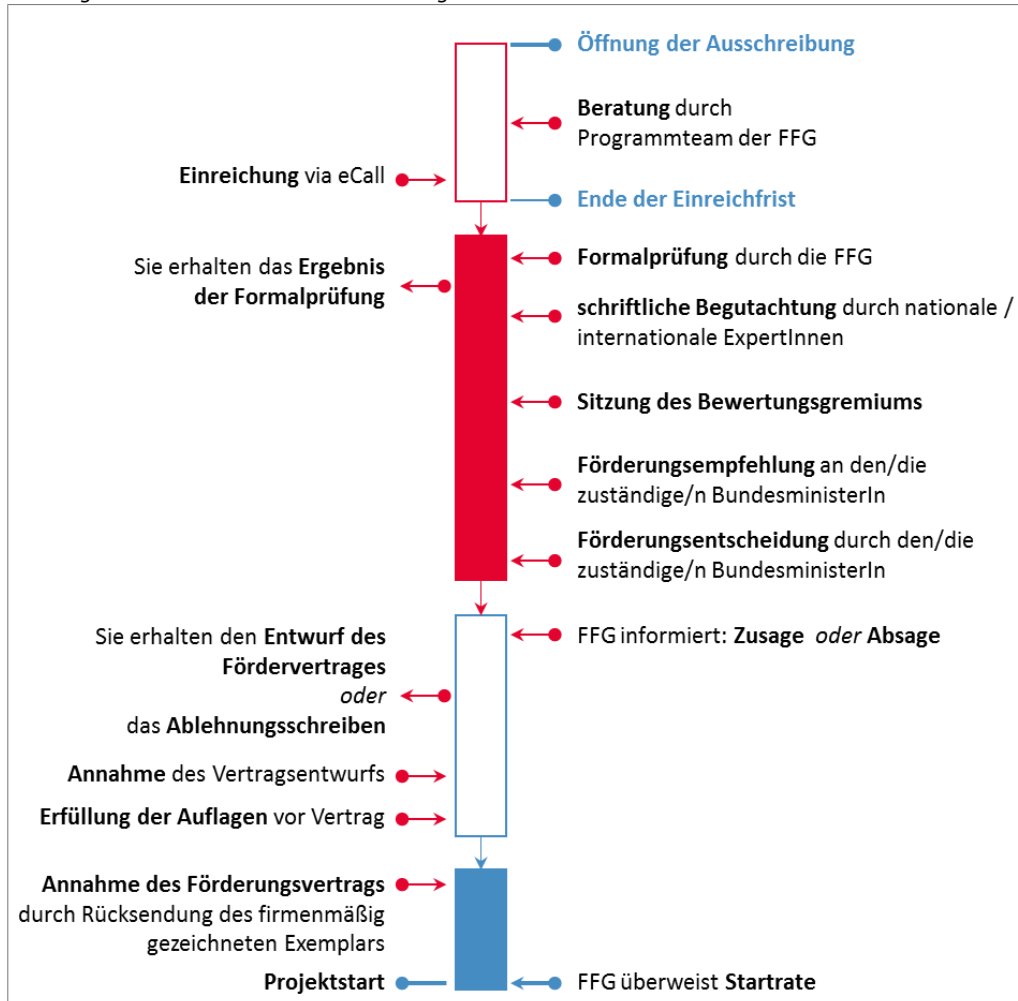 Öffnung der Ausschreibung
Beratung durch
Programmteam der FFG
Einreichung via eCall
Ende der Einreichfrist
Formalprüfung durch die FFG
Sie erhalten das Ergebnis
der Formalprüfung
schriftliche Begutachtung durch nationale /
internationale ExpertInnen
Sitzung des Bewertungsgremiums
Förderungsempfehlung an den/die
zuständige/n BundesministerIn
Förderungsentscheidung durch den/die
zuständige/n BundesministerIn
FFG informiert: Zusage oder Absage
Sie erhalten den Entwurf des
Fördervertrages
oder
das Ablehnungsschreiben
Annahme des Vertragsentwurfs
Erfüllung der Auflagen vor Vertrag
Annahme des Förderungsvertrags
durch Rücksendung des firmenmäßig
gezeichneten Exemplars
Projektstart
FFG überweist Startrate